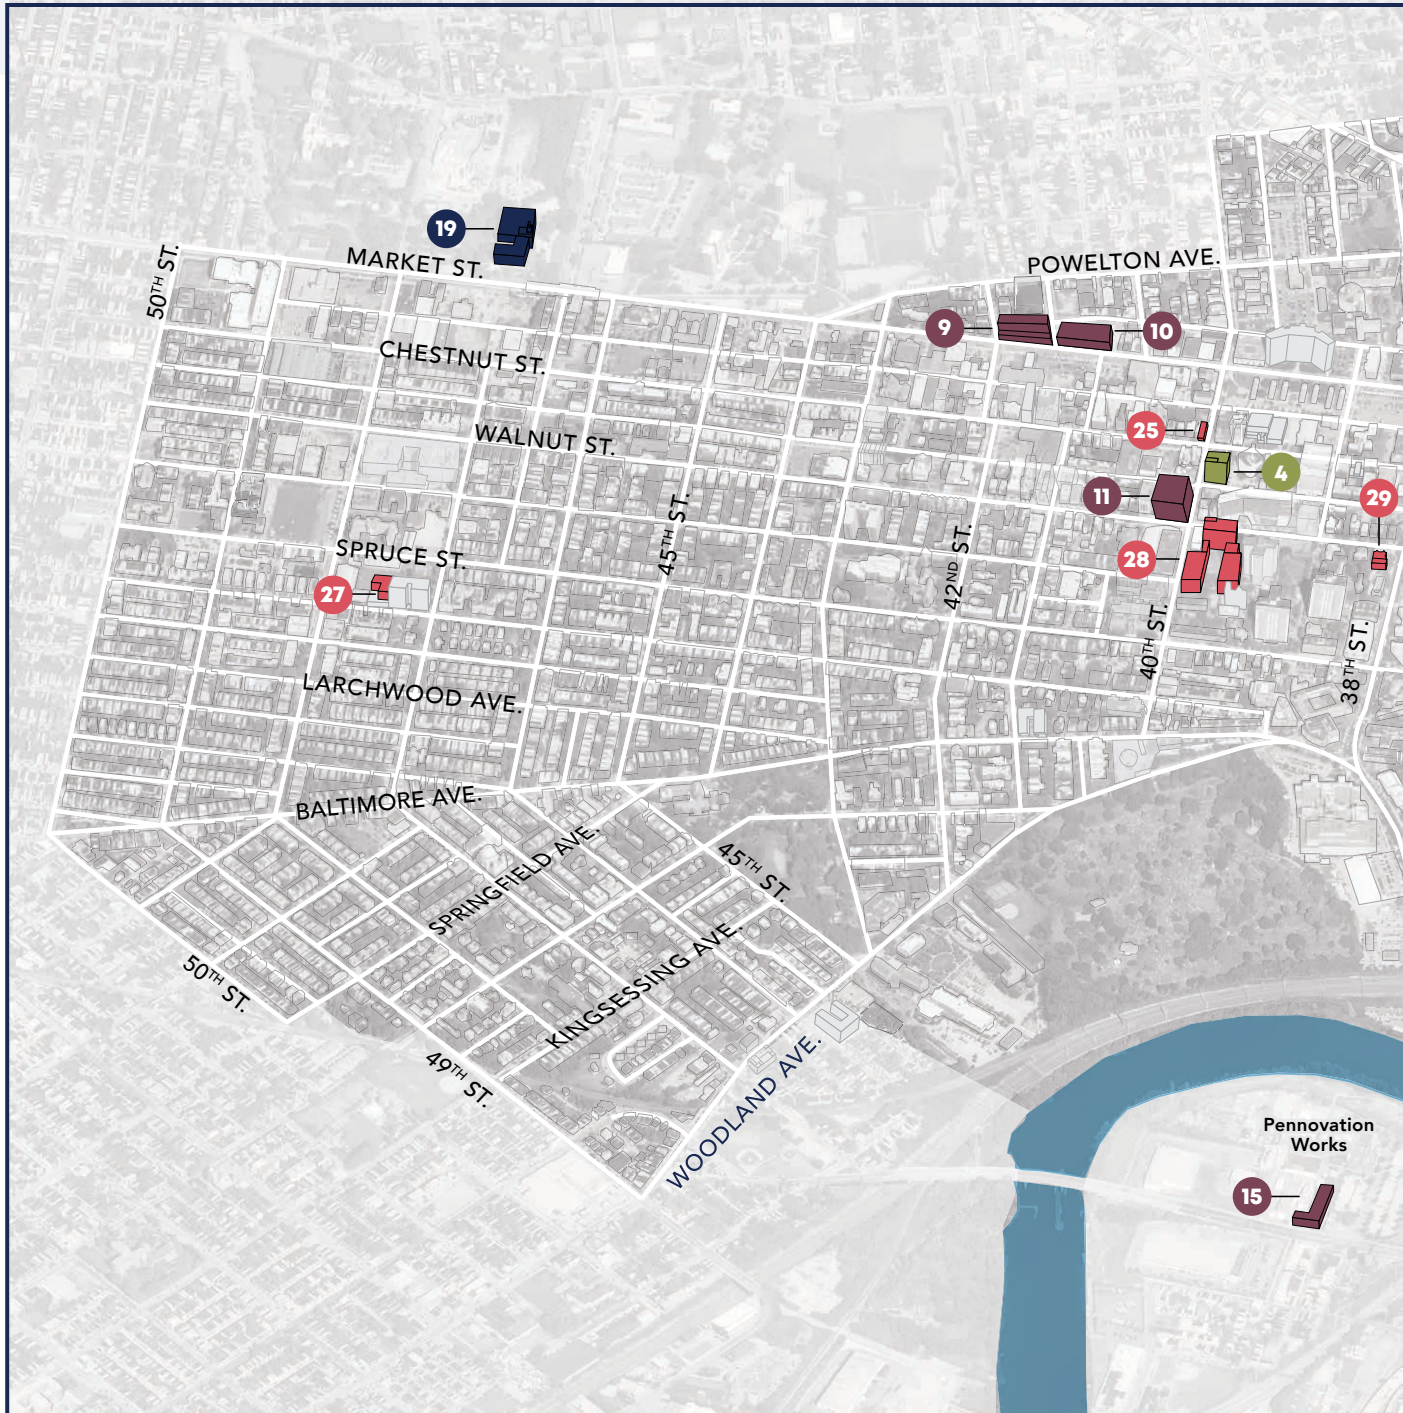 19
MARKET ST.
50TH ST.
POWELTON AVE.
9
10
CHESTNUT ST.
25
WALNUT ST.
4
11
29
45TH ST.
SPRUCE ST.
42ND ST.
28
27
40TH ST.
38TH ST.
LARCHWOOD AVE.
BALTIMORE AVE.
SPRINGFIELD AVE.
45TH ST.
50TH ST.
KINGSESSING AVE.
49TH ST.
WOODLAND AVE.
Pennovation
Works
15